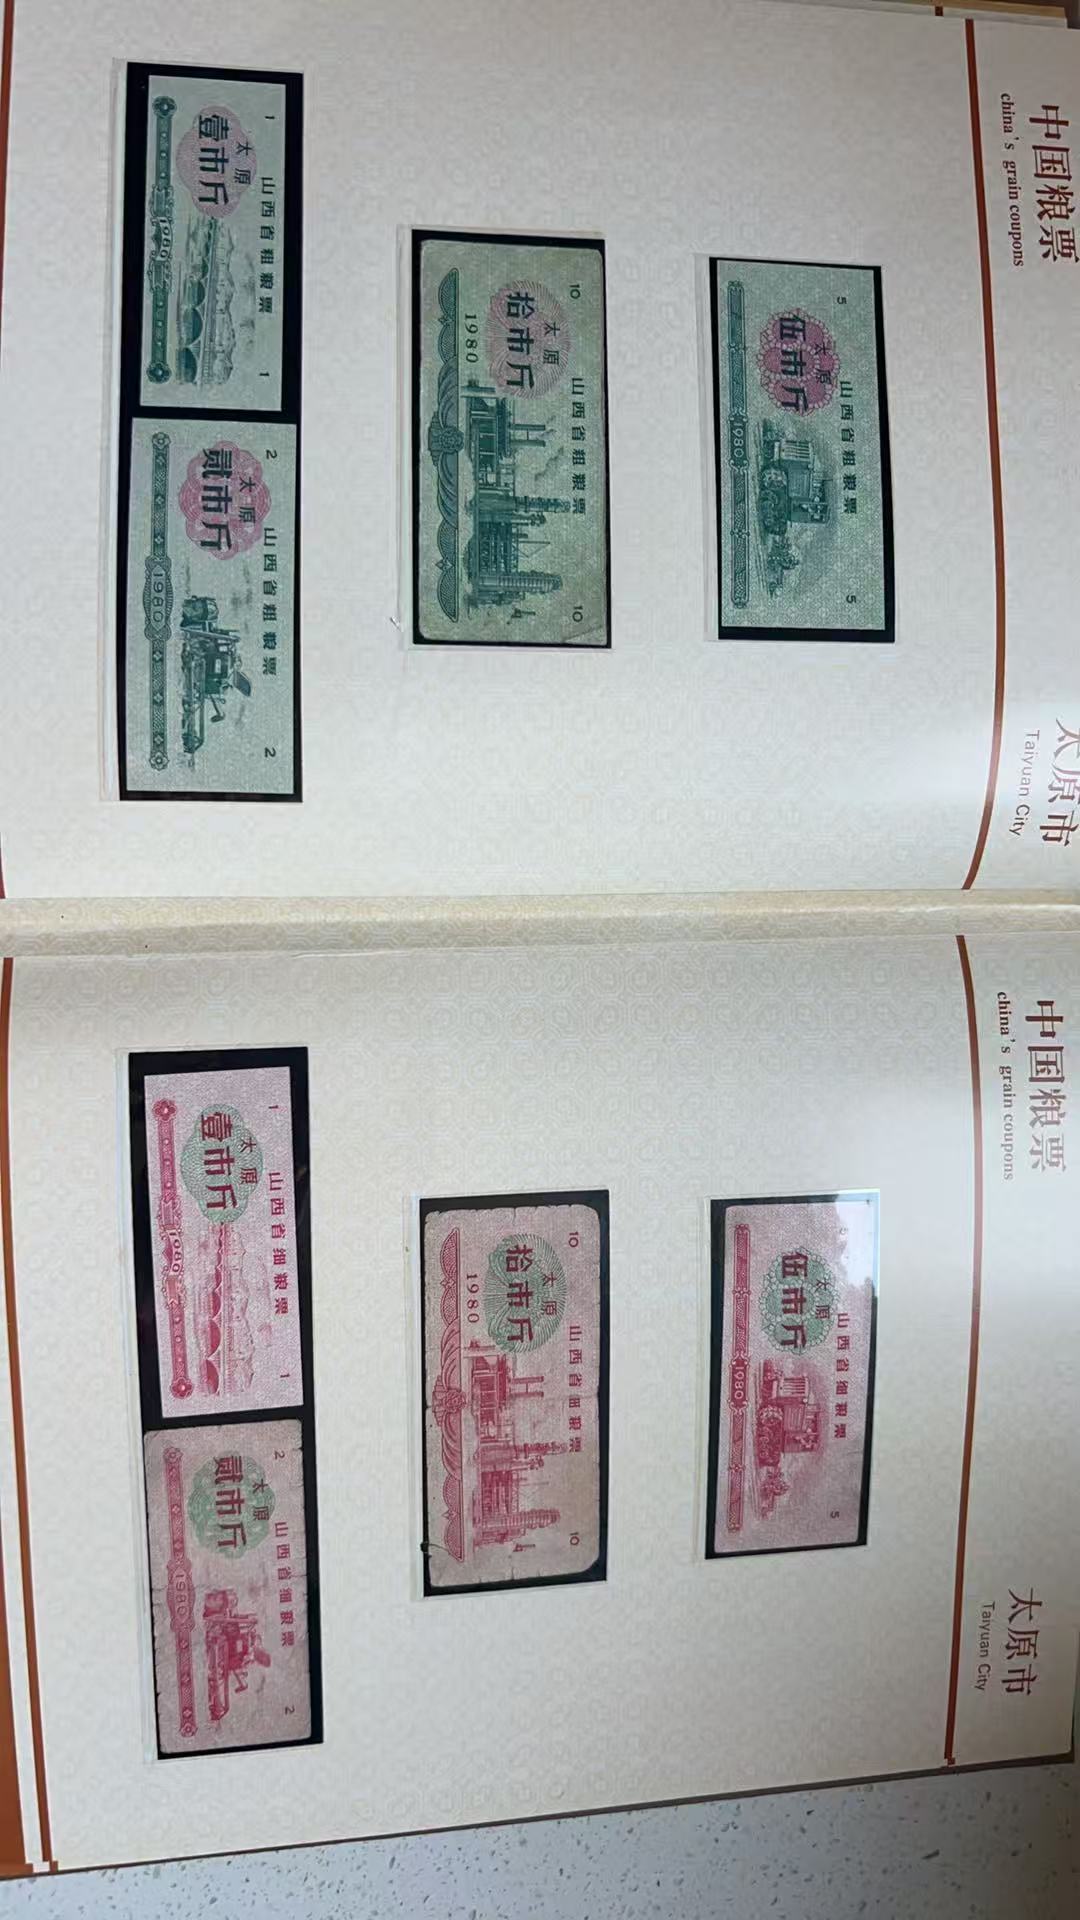 中国粮票
china's grain coupons
太原市
Taiyuan City
5
山西省粗粮票
5
太原
伍市斤
1980
10
山西省粗粮票
10
太原
拾市斤
1980
1
山西省粗粮票
1
太原
壹市斤
1980
2
山西省粗粮票
2
太原
贰市斤
1980
中国粮票
china's grain coupons
太原市
Taiyuan City
5
山西省细粮票
5
太原
伍市斤
1980
10
山西省细粮票
10
太原
拾市斤
1980
1
山西省细粮票
1
太原
壹市斤
1980
2
山西省细粮票
2
太原
贰市斤
1980